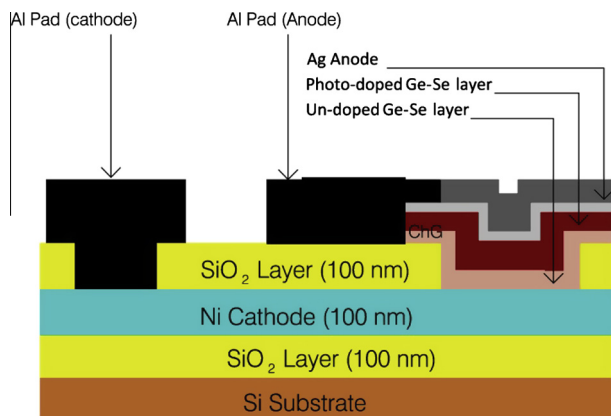 Al Pad (cathode)
Al Pad (Anode)
Ag Anode
Photo-doped Ge-Se layer
Un-doped Ge-Se layer
ChG
SiO2 Layer (100 nm)
Ni Cathode (100 nm)
SiO2 Layer (100 nm)
Si Substrate